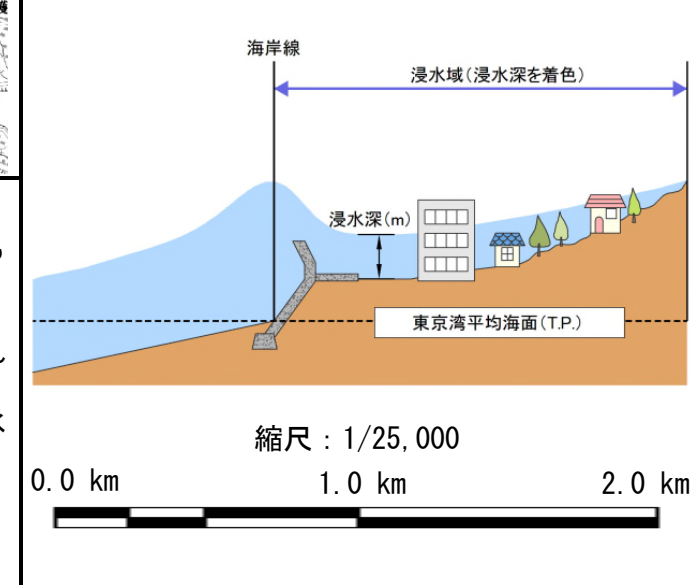 海岸線
浸水域(浸水深を着色)
浸水深(m)
東京湾平均海面(T.P.)
縮尺:1/25,000
0.0 km 1.0 km 2.0 km